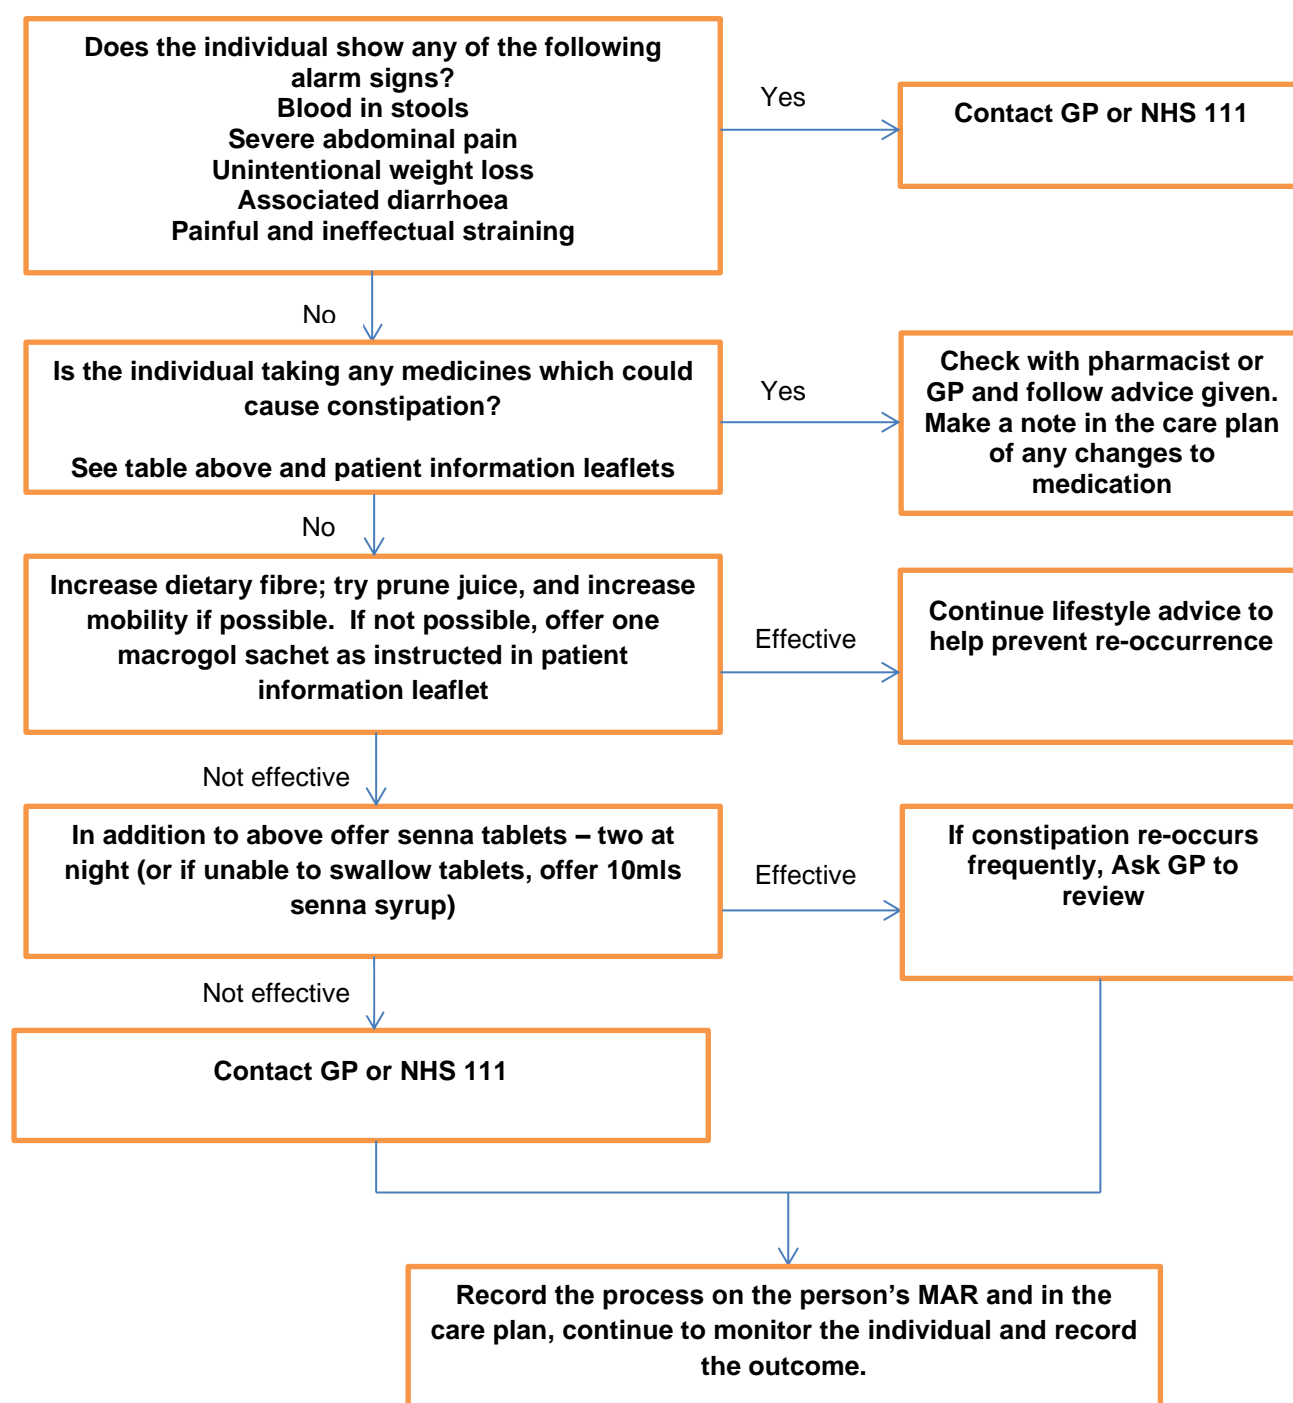 Does the individual show any of the following
alarm signs?
Blood in stools
Severe abdominal pain
Unintentional weight loss
Associated diarrhoea
Painful and ineffectual straining
Yes
Contact GP or NHS 111
No
Is the individual taking any medicines which could
cause constipation?
See table above and patient information leaflets
Yes
Check with pharmacist or
GP and follow advice given.
Make a note in the care plan
of any changes to
medication
No
Increase dietary fibre; try prune juice, and increase
mobility if possible.  If not possible, offer one
macrogol sachet as instructed in patient
information leaflet
Effective
Continue lifestyle advice to
help prevent re-occurrence
Not effective
In addition to above offer senna tablets – two at
night (or if unable to swallow tablets, offer 10mls
senna syrup)
Effective
If constipation re-occurs
frequently, Ask GP to
review
Not effective
Contact GP or NHS 111
Record the process on the person’s MAR and in the
care plan, continue to monitor the individual and record
the outcome.